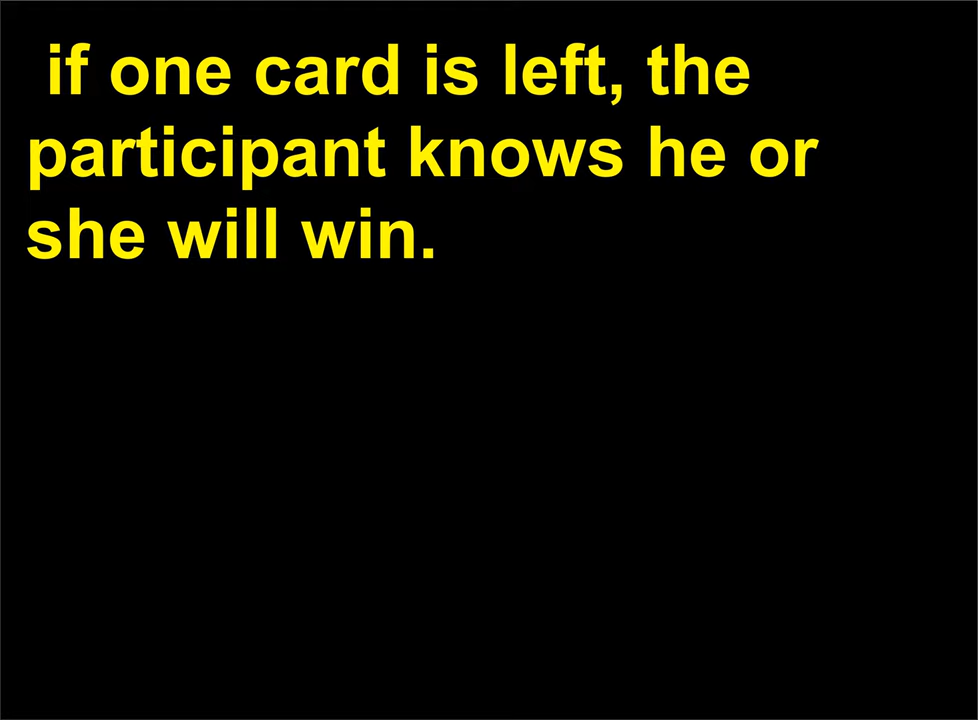 if one card is left, the
participant knows he or
she will win.